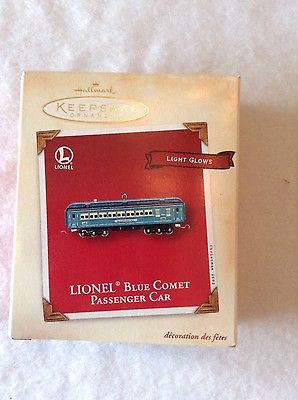 Hallmark
KEEPSAKE
ORNAMENT
L
LIONEL
LIGHT GLOWS
LIONEL® BLUE COMET
PASSENGER CAR
décoration des fêtes